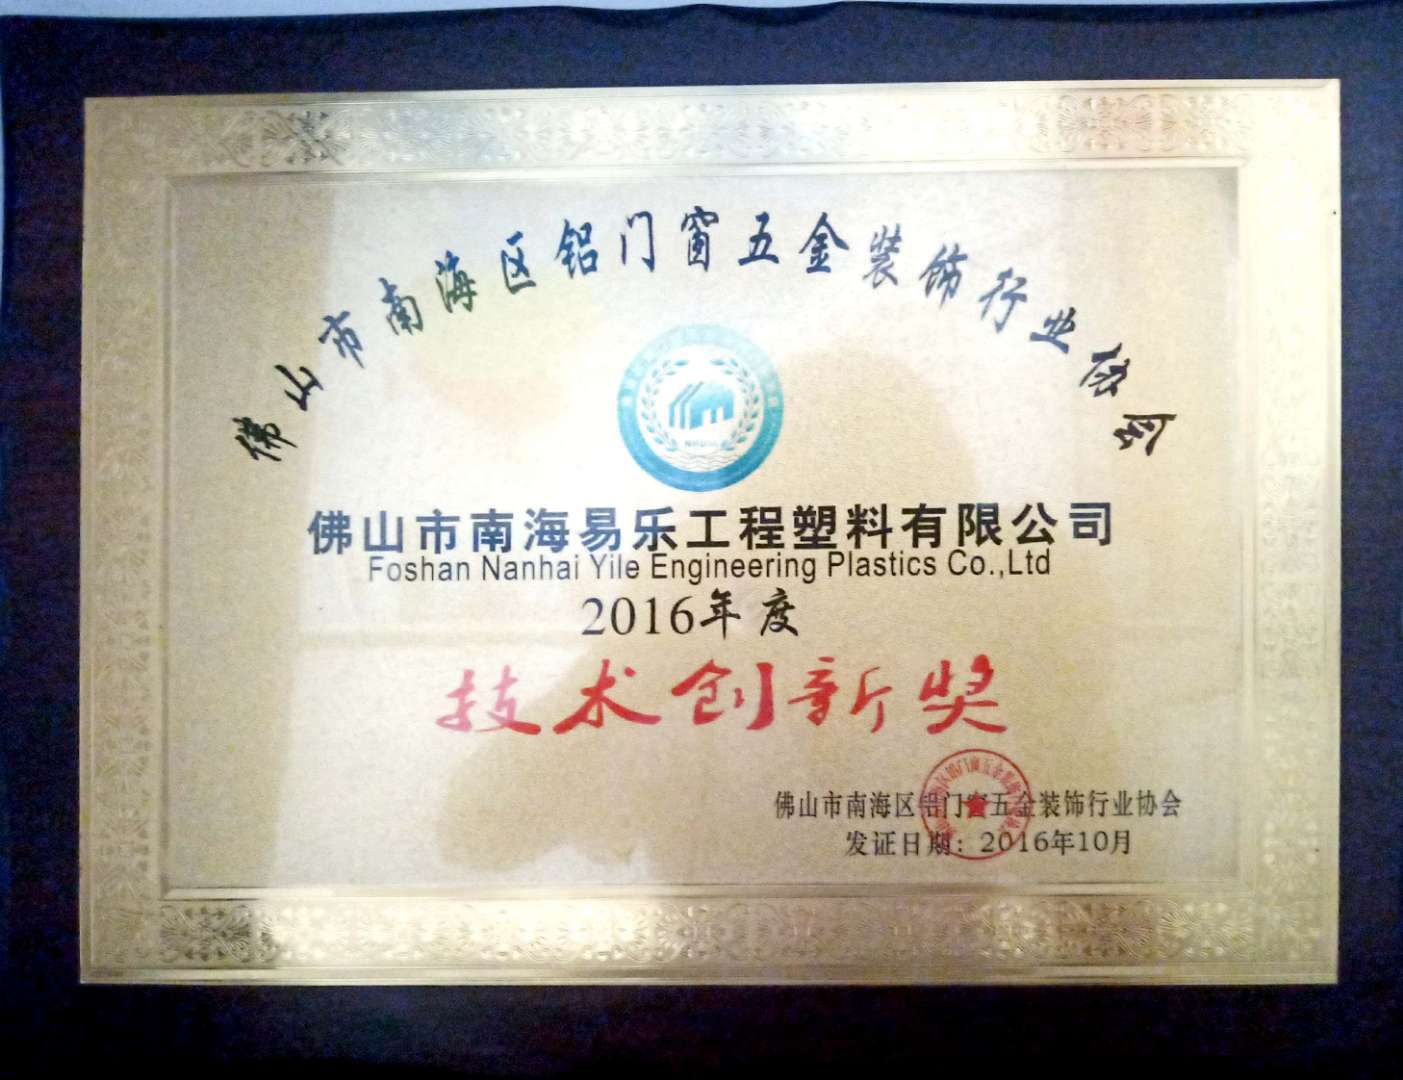 佛山市南海区铝门窗五金装饰行业协会
佛山市南海易乐工程塑料有限公司
Foshan Nanhai Yile Engineering Plastics Co.,Ltd
2016年度
技术创新奖
佛山市南海区铝门窗五金装饰行业协会
发证日期：2016年10月